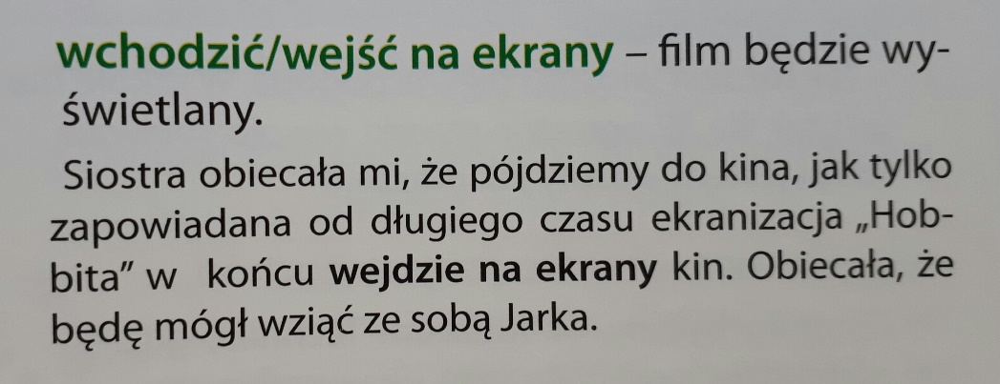 wchodzić/wejść na ekrany – film będzie wy-
świetlany.
Siostra obiecała mi, że pójdziemy do kina, jak tylko
zapowiadana od długiego czasu ekranizacja „Hob-
bita” w końcu wejdzie na ekrany kin. Obiecała, że
będę mógł wziąć ze sobą Jarka.